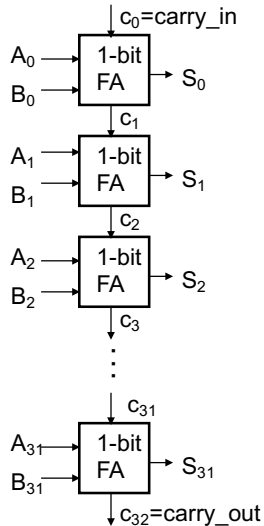 c₀=carry_in
A₀ 1-bit
FA S₀
B₀
c₁
A₁ 1-bit
FA S₁
B₁
c₂
A₂ 1-bit
FA S₂
B₂
c₃
c₃₁
A₃₁ 1-bit
FA S₃₁
B₃₁
c₃₂=carry_out